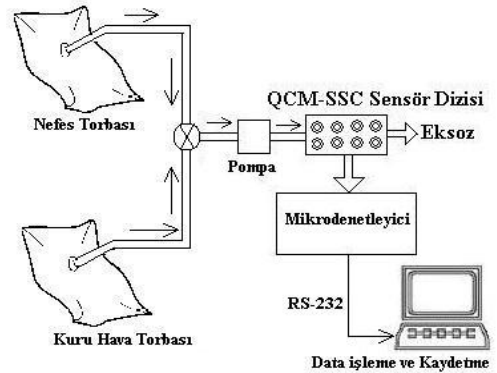 Nefes Torbası
QCM-SSC Sensör Dizisi
Eksoz
Pompa
Mikrodenetleyici
RS-232
Kuru Hava Torbası
Data işleme ve Kaydetme